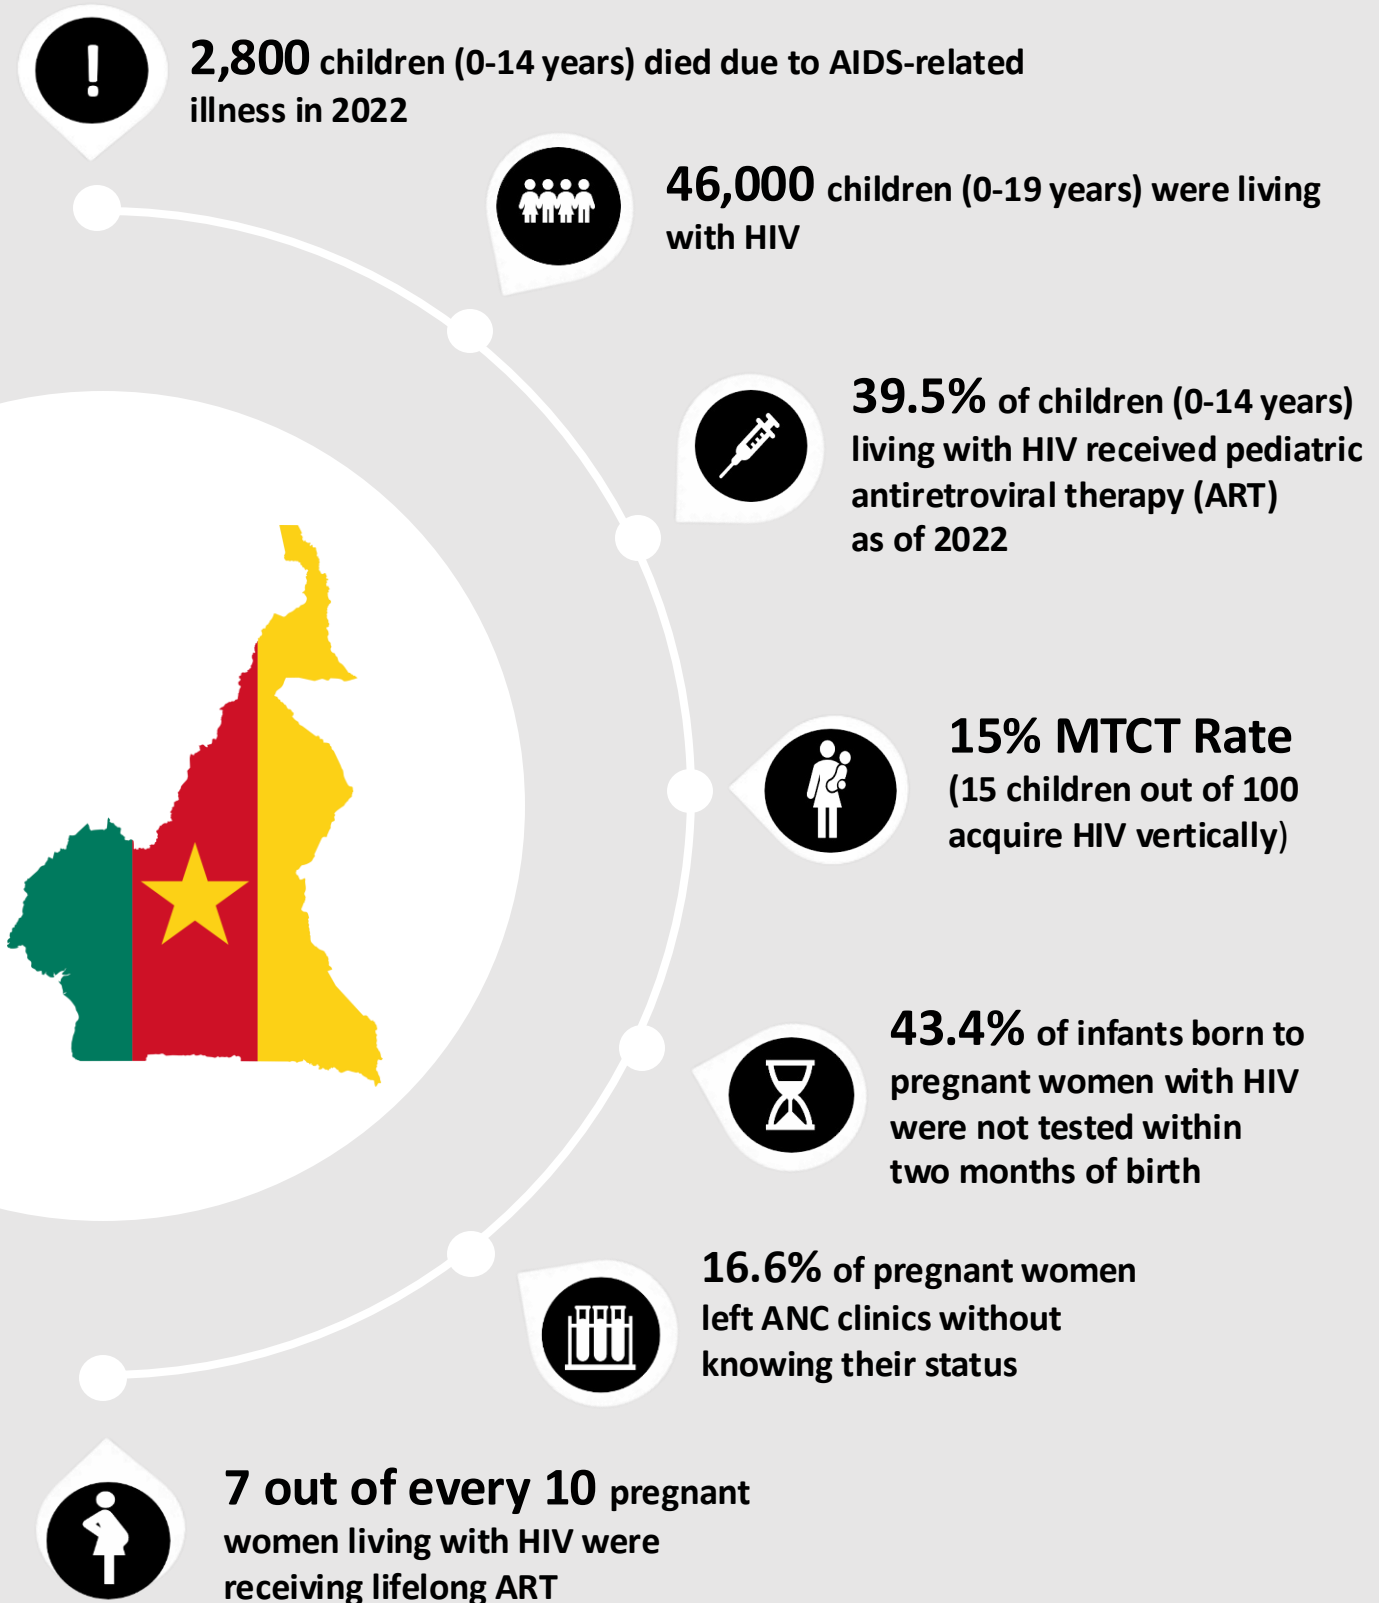 2,800 children (0-14 years) died due to AIDS-related
illness in 2022
46,000 children (0-19 years) were living
with HIV
39.5% of children (0-14 years)
living with HIV received pediatric
antiretroviral therapy (ART)
as of 2022
15% MTCT Rate
(15 children out of 100
acquire HIV vertically)
43.4% of infants born to
pregnant women with HIV
were not tested within
two months of birth
16.6% of pregnant women
left ANC clinics without
knowing their status
7 out of every 10 pregnant
women living with HIV were
receiving lifelong ART